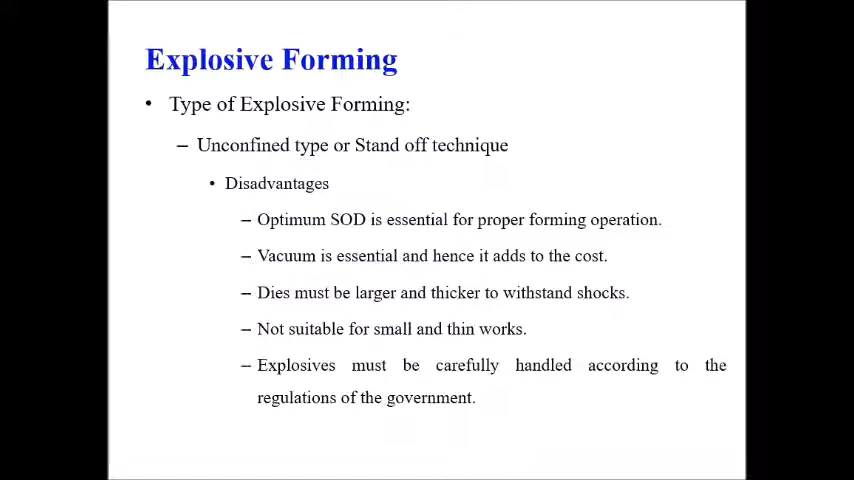 Explosive Forming
• Type of Explosive Forming:
– Unconfined type or Stand off technique
• Disadvantages
– Optimum SOD is essential for proper forming operation.
– Vacuum is essential and hence it adds to the cost.
– Dies must be larger and thicker to withstand shocks.
– Not suitable for small and thin works.
– Explosives must be carefully handled according to the
regulations of the government.